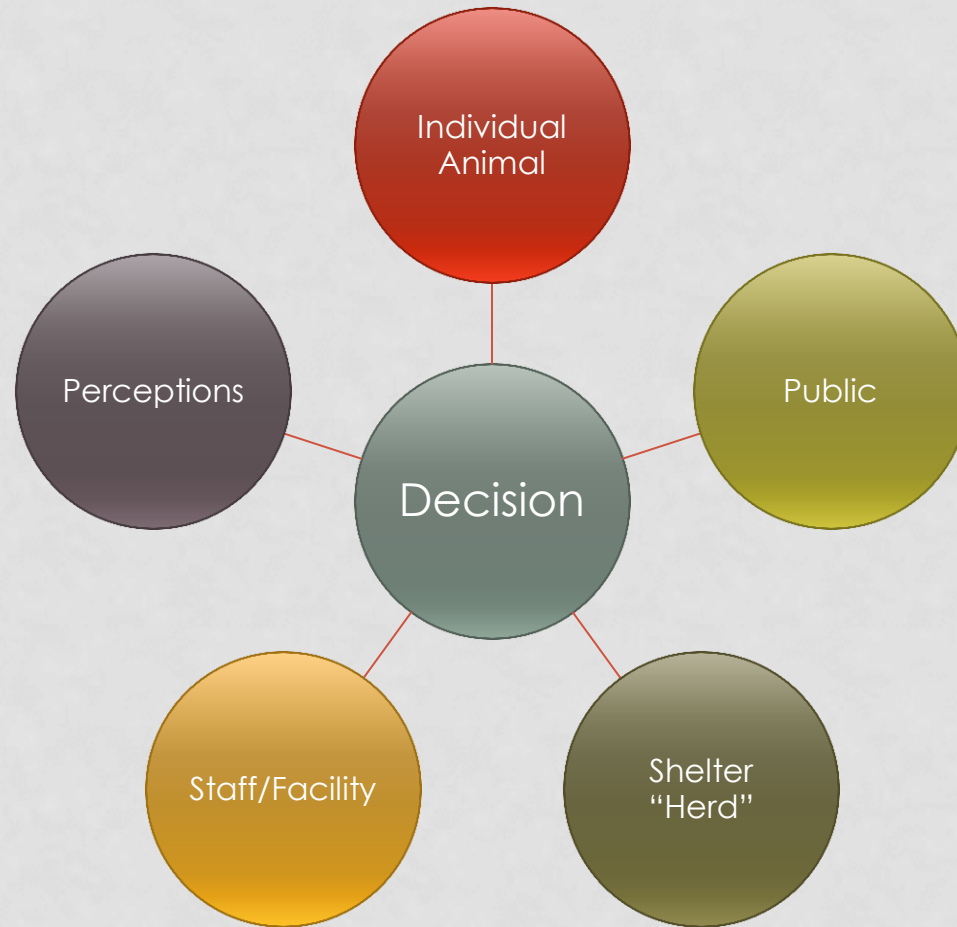 Individual
Animal
Perceptions
Public
Decision
Staff/Facility
Shelter
“Herd”